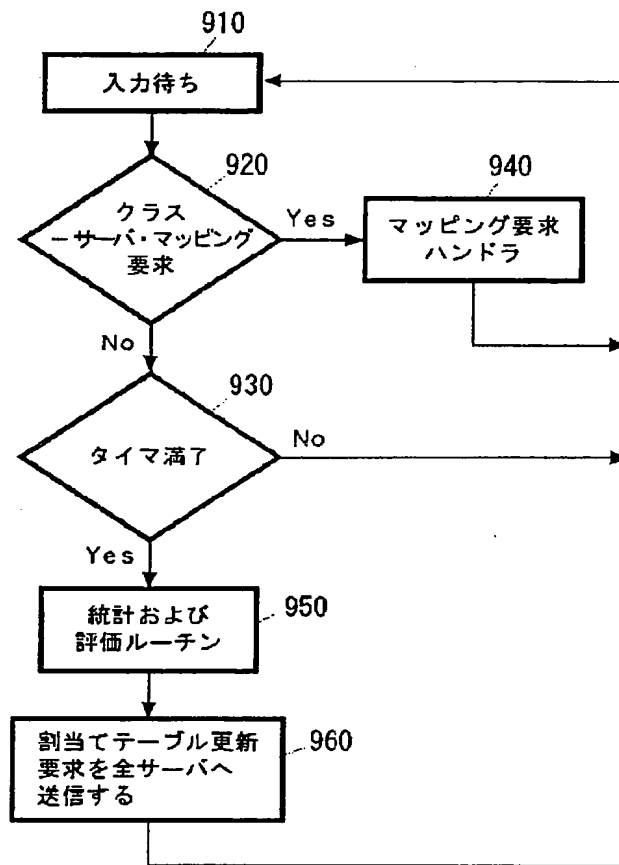 910
入力待ち
920
クラス
－サーバ・マッピング
要求
Yes
940
マッピング要求
ハンドラ
No
930
タイマ満了
No
Yes
950
統計および
評価ルーチン
960
割当てテーブル更新
要求を全サーバへ
送信する